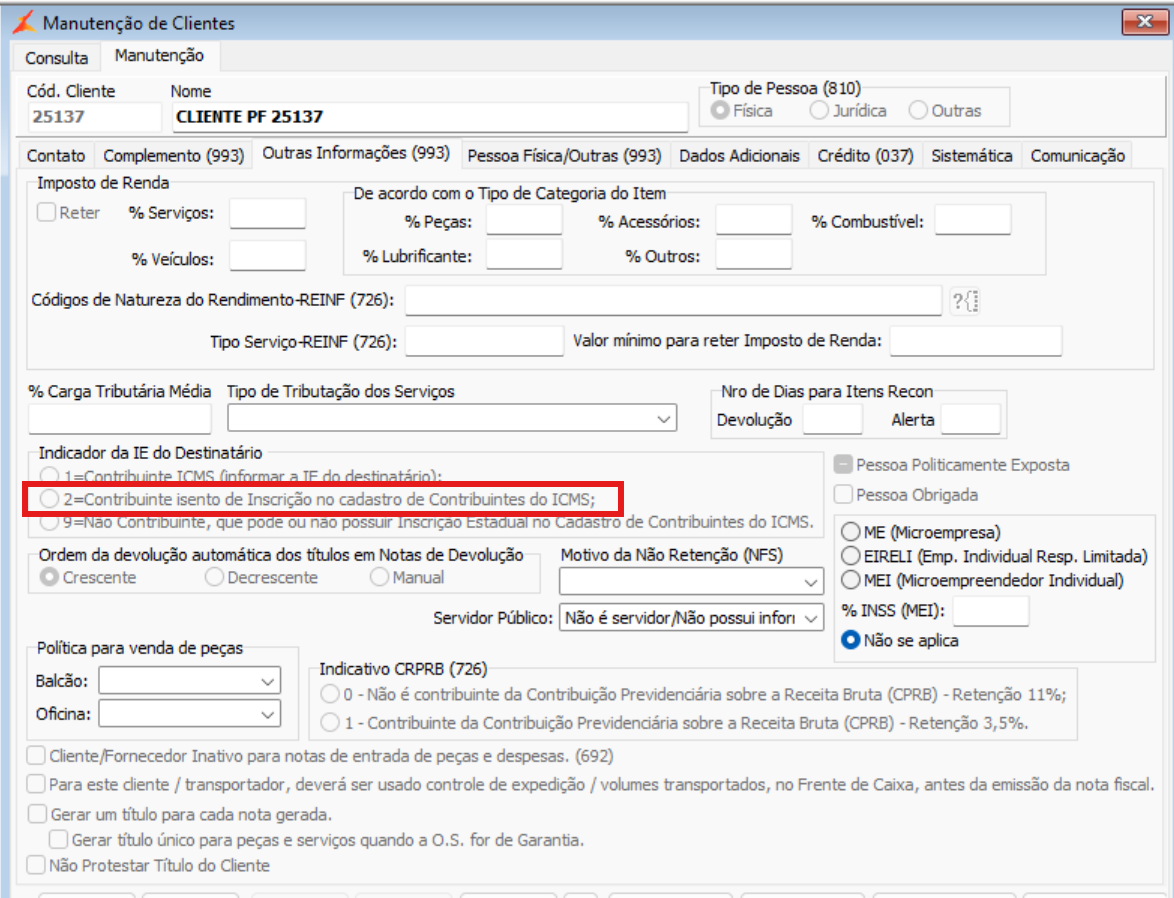 Manutenção de Clientes
Consulta Manutenção
Cód. Cliente Nome Tipo de Pessoa (810)
25137 CLIENTE PF 25137 Física Jurídica Outras
Contato Complemento (993) Outras Informações (993) Pessoa Física/Outras (993) Dados Adicionais Crédito (037) Sistemática Comunicação
Imposto de Renda De acordo com o Tipo de Categoria do Item
Reter % Serviços: % Peças: % Acessórios: % Combustível:
% Veículos: % Lubrificante: % Outros:
Códigos de Natureza do Rendimento-REINF (726): ?
Tipo Serviço-REINF (726): Valor mínimo para reter Imposto de Renda:
% Carga Tributária Média Tipo de Tributação dos Serviços Nro de Dias para Itens Recon
Devolução Alerta
Indicador da IE do Destinatário
1=Contribuinte ICMS (informar a IE do destinatário); Pessoa Politicamente Exposta
2=Contribuinte isento de Inscrição no cadastro de Contribuintes do ICMS; Pessoa Obrigada
9=Não Contribuinte, que pode ou não possuir Inscrição Estadual no Cadastro de Contribuintes do ICMS.
ME (Microempresa)
Ordem da devolução automática dos títulos em Notas de Devolução Motivo da Não Retenção (NFS) EIRELI (Emp. Individual Resp. Limitada)
Crescente Decrescente Manual MEI (Microempreendedor Individual)
Servidor Público: Não é servidor/Não possui inforr % INSS (MEI):
Não se aplica
Política para venda de peças
Balcão:
Oficina:
Indicativo CRPRB (726)
0 - Não é contribuinte da Contribuição Previdenciária sobre a Receita Bruta (CPRB) - Retenção 11%;
1 - Contribuinte da Contribuição Previdenciária sobre a Receita Bruta (CPRB) - Retenção 3,5%.
Cliente/Fornecedor Inativo para notas de entrada de peças e despesas. (692)
Para este cliente / transportador, deverá ser usado controle de expedição / volumes transportados, no Frente de Caixa, antes da emissão da nota fiscal.
Gerar um título para cada nota gerada.
Gerar título único para peças e serviços quando a O.S. for de Garantia.
Não Protestar Título do Cliente